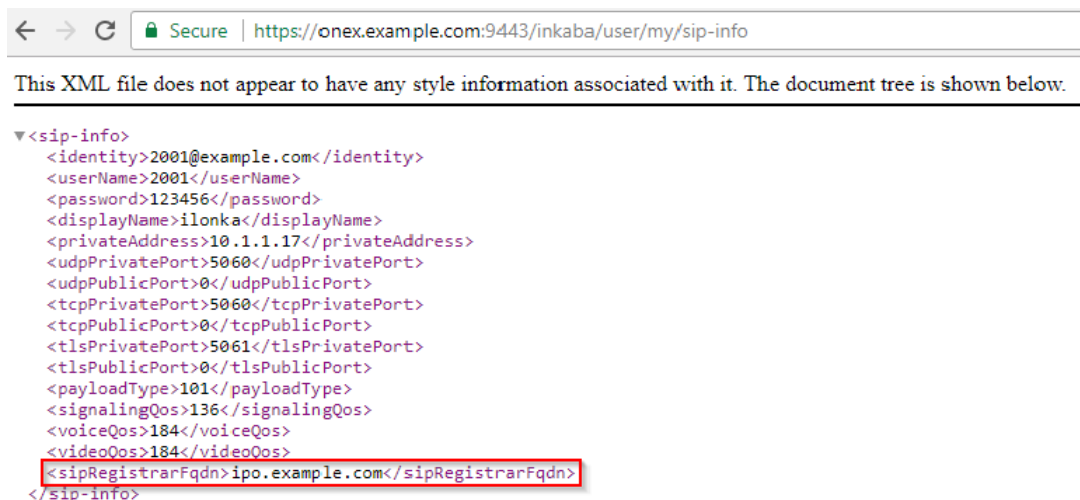 Secure | https://onex.example.com:9443/inkaba/user/my/sip-info
This XML file does not appear to have any style information associated with it. The document tree is shown below.
▼<sip-info>
<identity>2001@example.com</identity>
<userName>2001</userName>
<password>123456</password>
<displayName>ilonka</displayName>
<privateAddress>10.1.1.17</privateAddress>
<udpPrivatePort>5060</udpPrivatePort>
<udpPublicPort>0</udpPublicPort>
<tcpPrivatePort>5060</tcpPrivatePort>
<tcpPublicPort>0</tcpPublicPort>
<tlsPrivatePort>5061</tlsPrivatePort>
<tlsPublicPort>0</tlsPublicPort>
<payloadType>101</payloadType>
<signalingQos>136</signalingQos>
<voiceQos>184</voiceQos>
<videoQos>184</videoQos>
<sipRegistrarFqdn>ipo.example.com</sipRegistrarFqdn>
</sip-info>